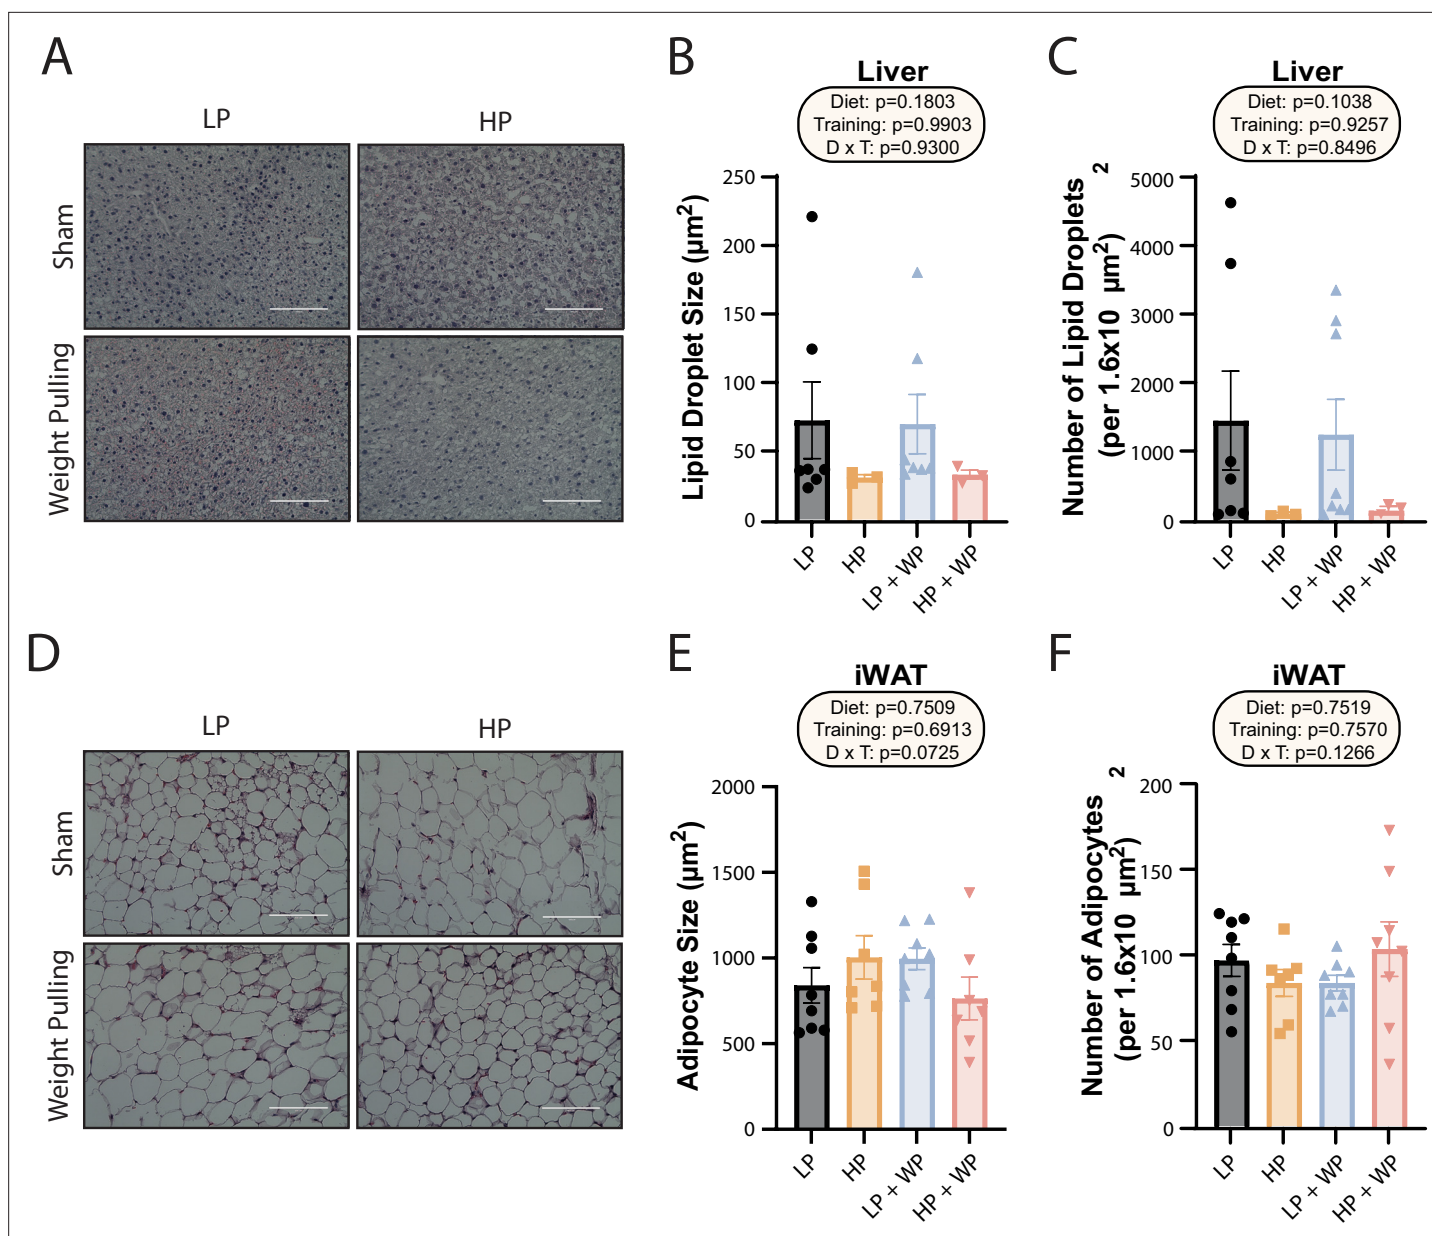 A
LP
HP
Sham
Weight Pulling
B
Liver
Diet: p=0.1803
Training: p=0.9903
D x T: p=0.9300
Lipid Droplet Size (µm²)
250
200
150
100
50
0
LP
HP
LP + WP
HP + WP
C
Liver
Diet: p=0.1038
Training: p=0.9257
D x T: p=0.8496
Number of Lipid Droplets
(per 1.6x10 µm²)
2
5000
4000
3000
2000
1000
0
LP
HP
LP + WP
HP + WP
D
LP
HP
Sham
Weight Pulling
E
iWAT
Diet: p=0.7509
Training: p=0.6913
D x T: p=0.0725
Adipocyte Size (µm²)
2000
1500
1000
500
0
LP
HP
LP + WP
HP + WP
F
iWAT
Diet: p=0.7519
Training: p=0.7570
D x T: p=0.1266
Number of Adipocytes
(per 1.6x10 µm²)
2
200
150
100
50
0
LP
HP
LP + WP
HP + WP